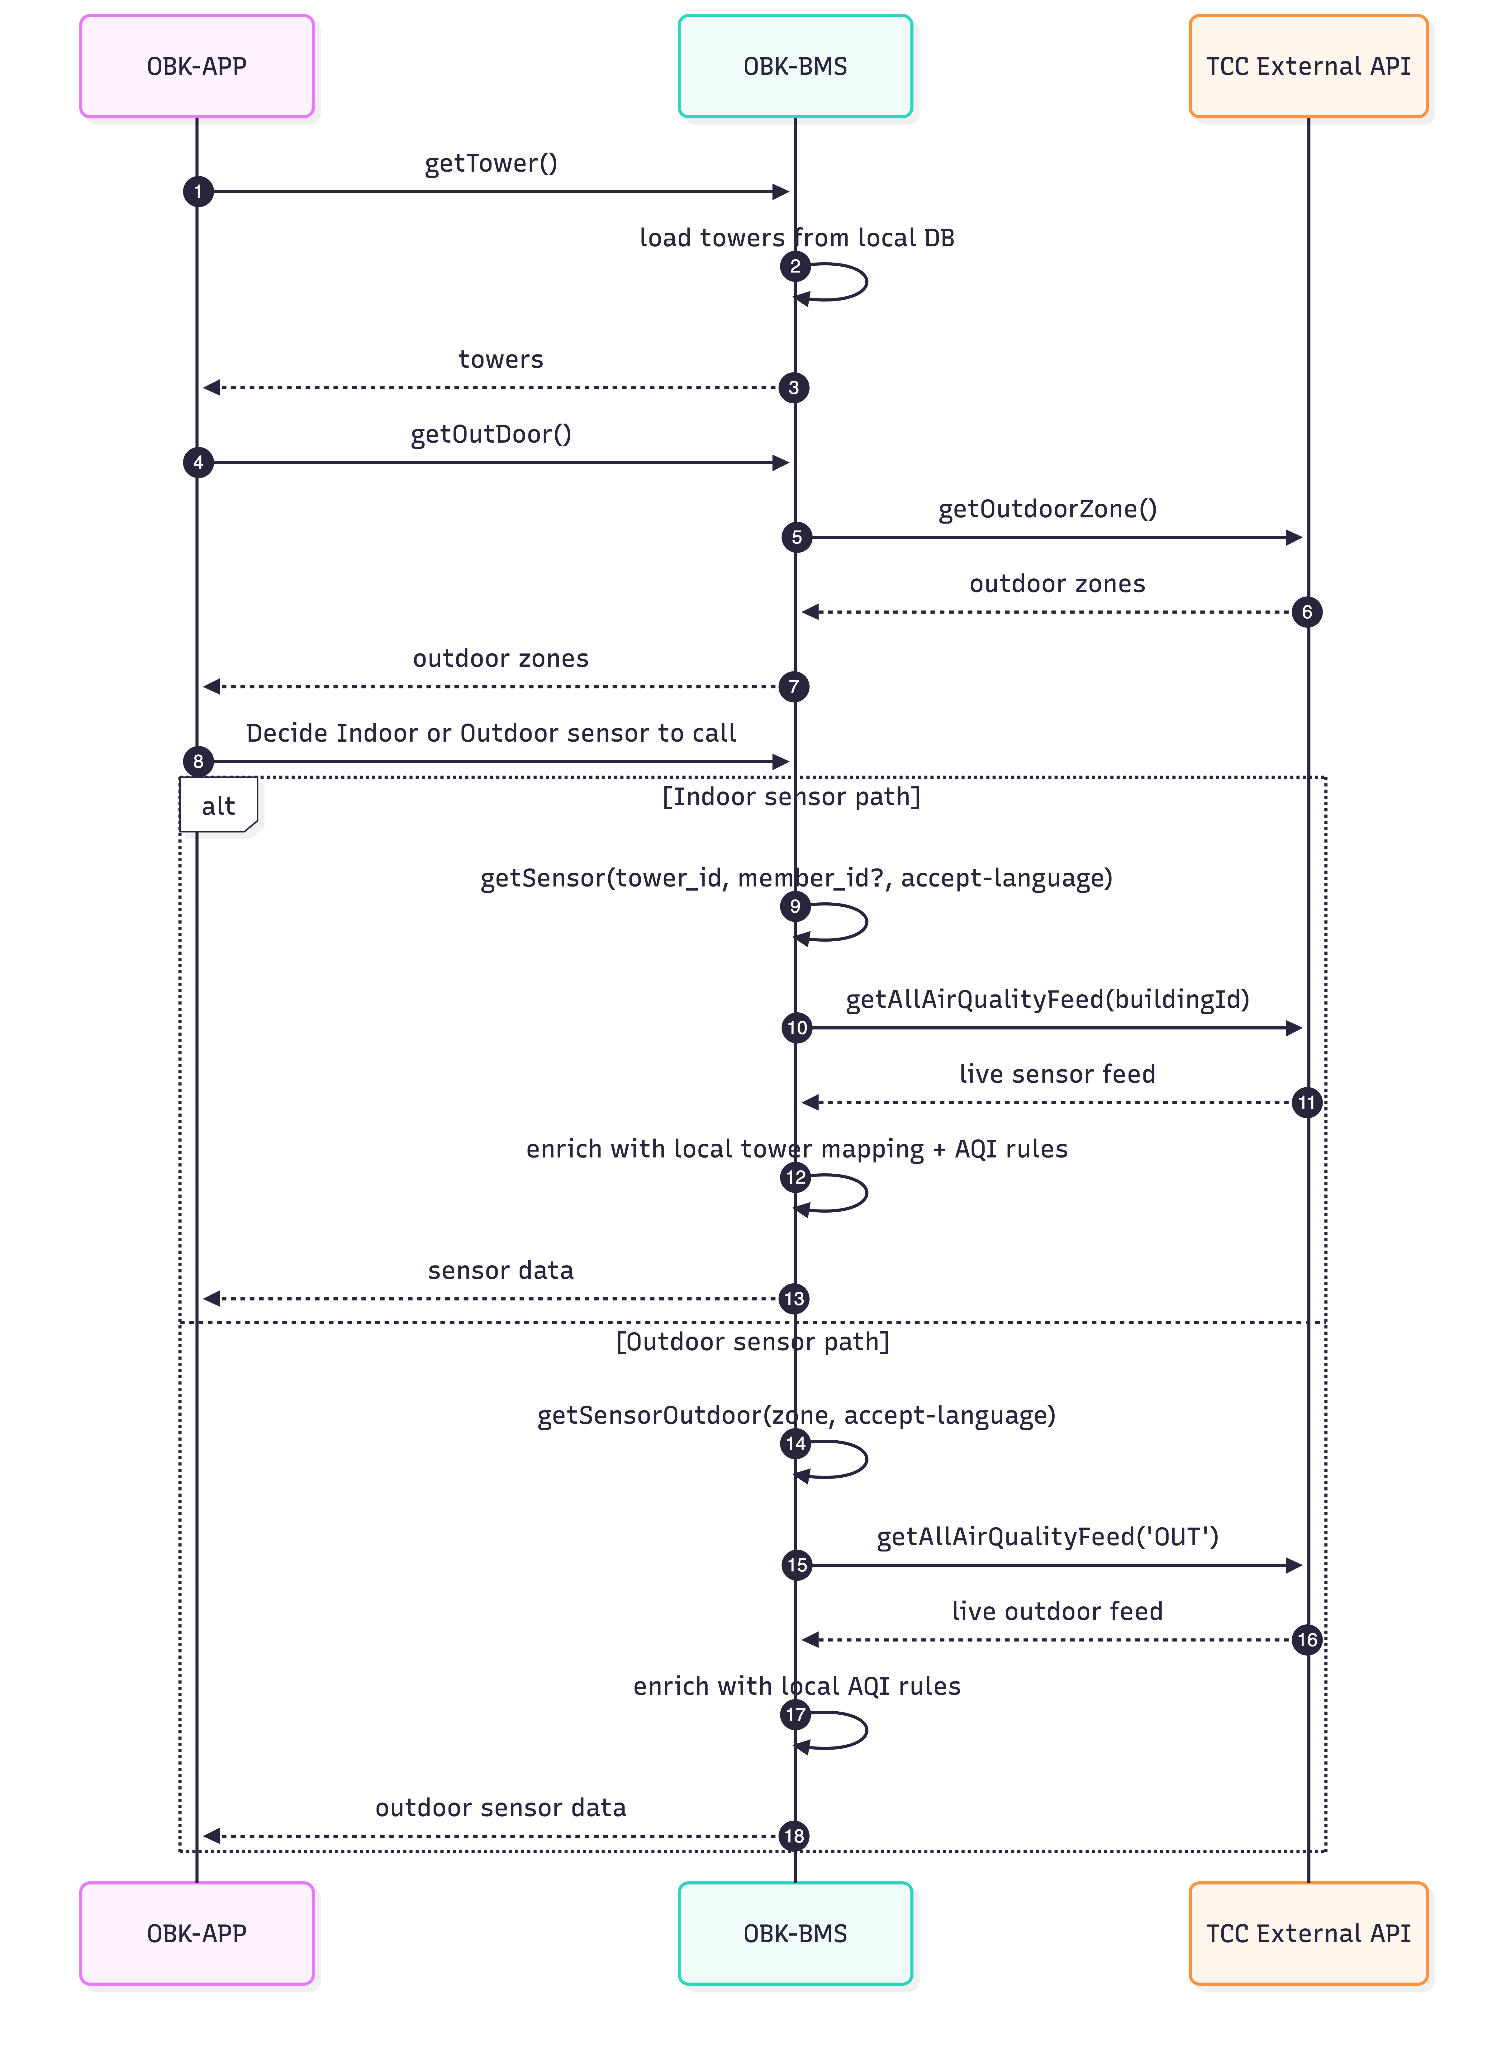 OBK-APP
OBK-BMS
TCC External API
getTower()
1
load towers from local DB
2
towers
3
getOutDoor()
4
getOutdoorZone()
5
outdoor zones
6
outdoor zones
7
Decide Indoor or Outdoor sensor to call
8
alt
[Indoor sensor path]
getSensor(tower_id, member_id?, accept-language)
9
getAllAirQualityFeed(buildingId)
10
live sensor feed
11
enrich with local tower mapping + AQI rules
12
sensor data
13
[Outdoor sensor path]
getSensorOutdoor(zone, accept-language)
14
getAllAirQualityFeed('OUT')
15
live outdoor feed
16
enrich with local AQI rules
17
outdoor sensor data
18
OBK-APP
OBK-BMS
TCC External API